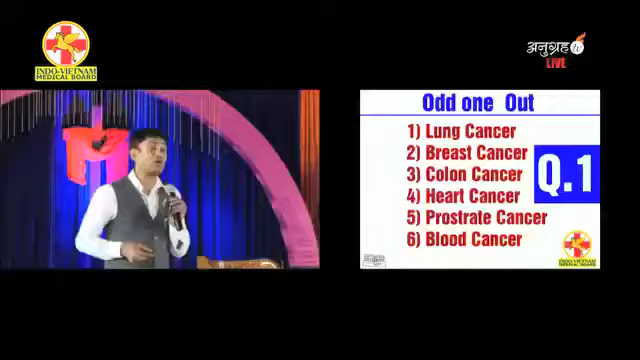 INDO-VIETNAM
MEDICAL BOARD
अनुग्रह tv
LIVE
Odd one Out
1) Lung Cancer
2) Breast Cancer
3) Colon Cancer
4) Heart Cancer
5) Prostrate Cancer
6) Blood Cancer
Q.1
INDO-VIETNAM
MEDICAL BOARD